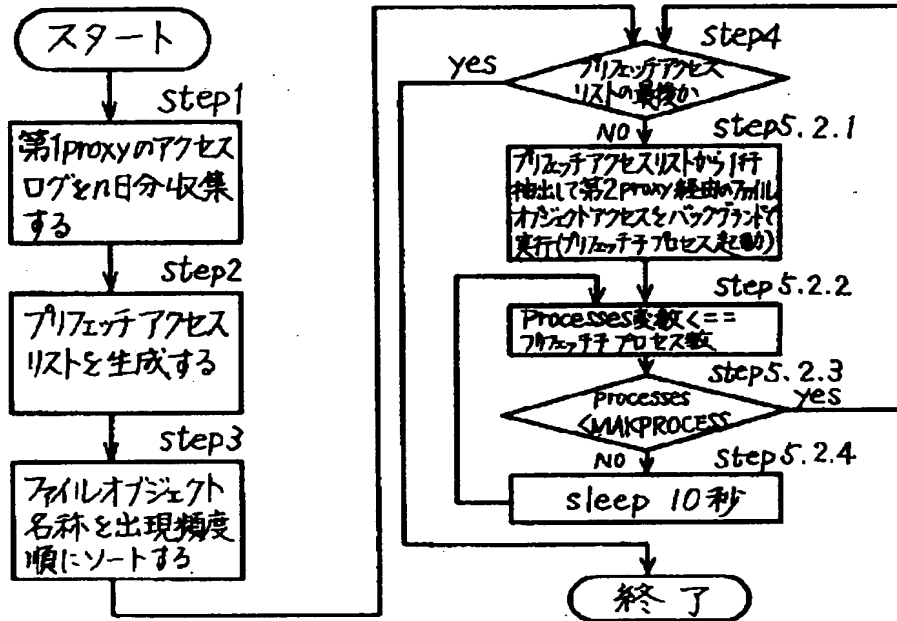 スタート
step1
第1proxyのアクセス
ログをn日分収集
する
step2
プリフェッチアクセス
リストを生成する
step3
ファイルオブジェクト
名称を出現頻度
順にソートする
step4
プリフェッチアクセス
リストの最後か
yes
NO
step5.2.1
プリフェッチアクセスリストから1行
抽出して第2proxy経由のファイル
オブジェクトアクセスをバックグランドで
実行(プリフェッチ子プロセス起動)
step5.2.2
Processes変数<==
プリフェッチ子プロセス数
step5.2.3
processes
<MAKPROCESS
yes
NO
step5.2.4
sleep 10秒
終了